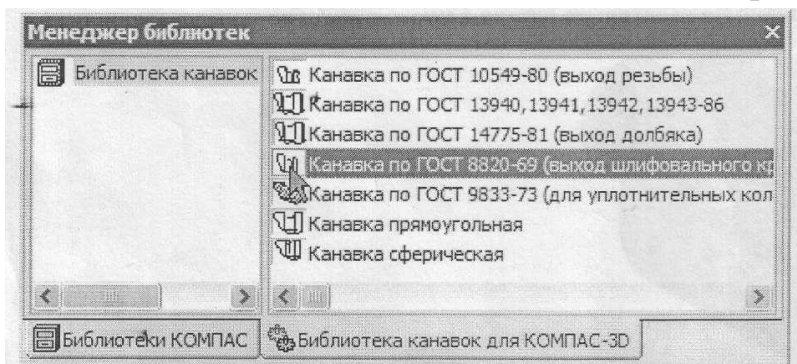 Менеджер библиотек
Библиотека канавок
Канавка по ГОСТ 10549-80 (выход резьбы)
Канавка по ГОСТ 13940,13941,13942,13943-86
Канавка по ГОСТ 14775-81 (выход долбяка)
Канавка по ГОСТ 8820-69 (выход шлифовального кр
Канавка по ГОСТ 9833-73 (для уплотнительных кол
Канавка прямоугольная
Канавка сферическая
Библиотеки КОМПАС
Библиотека канавок для КОМПАС-3D